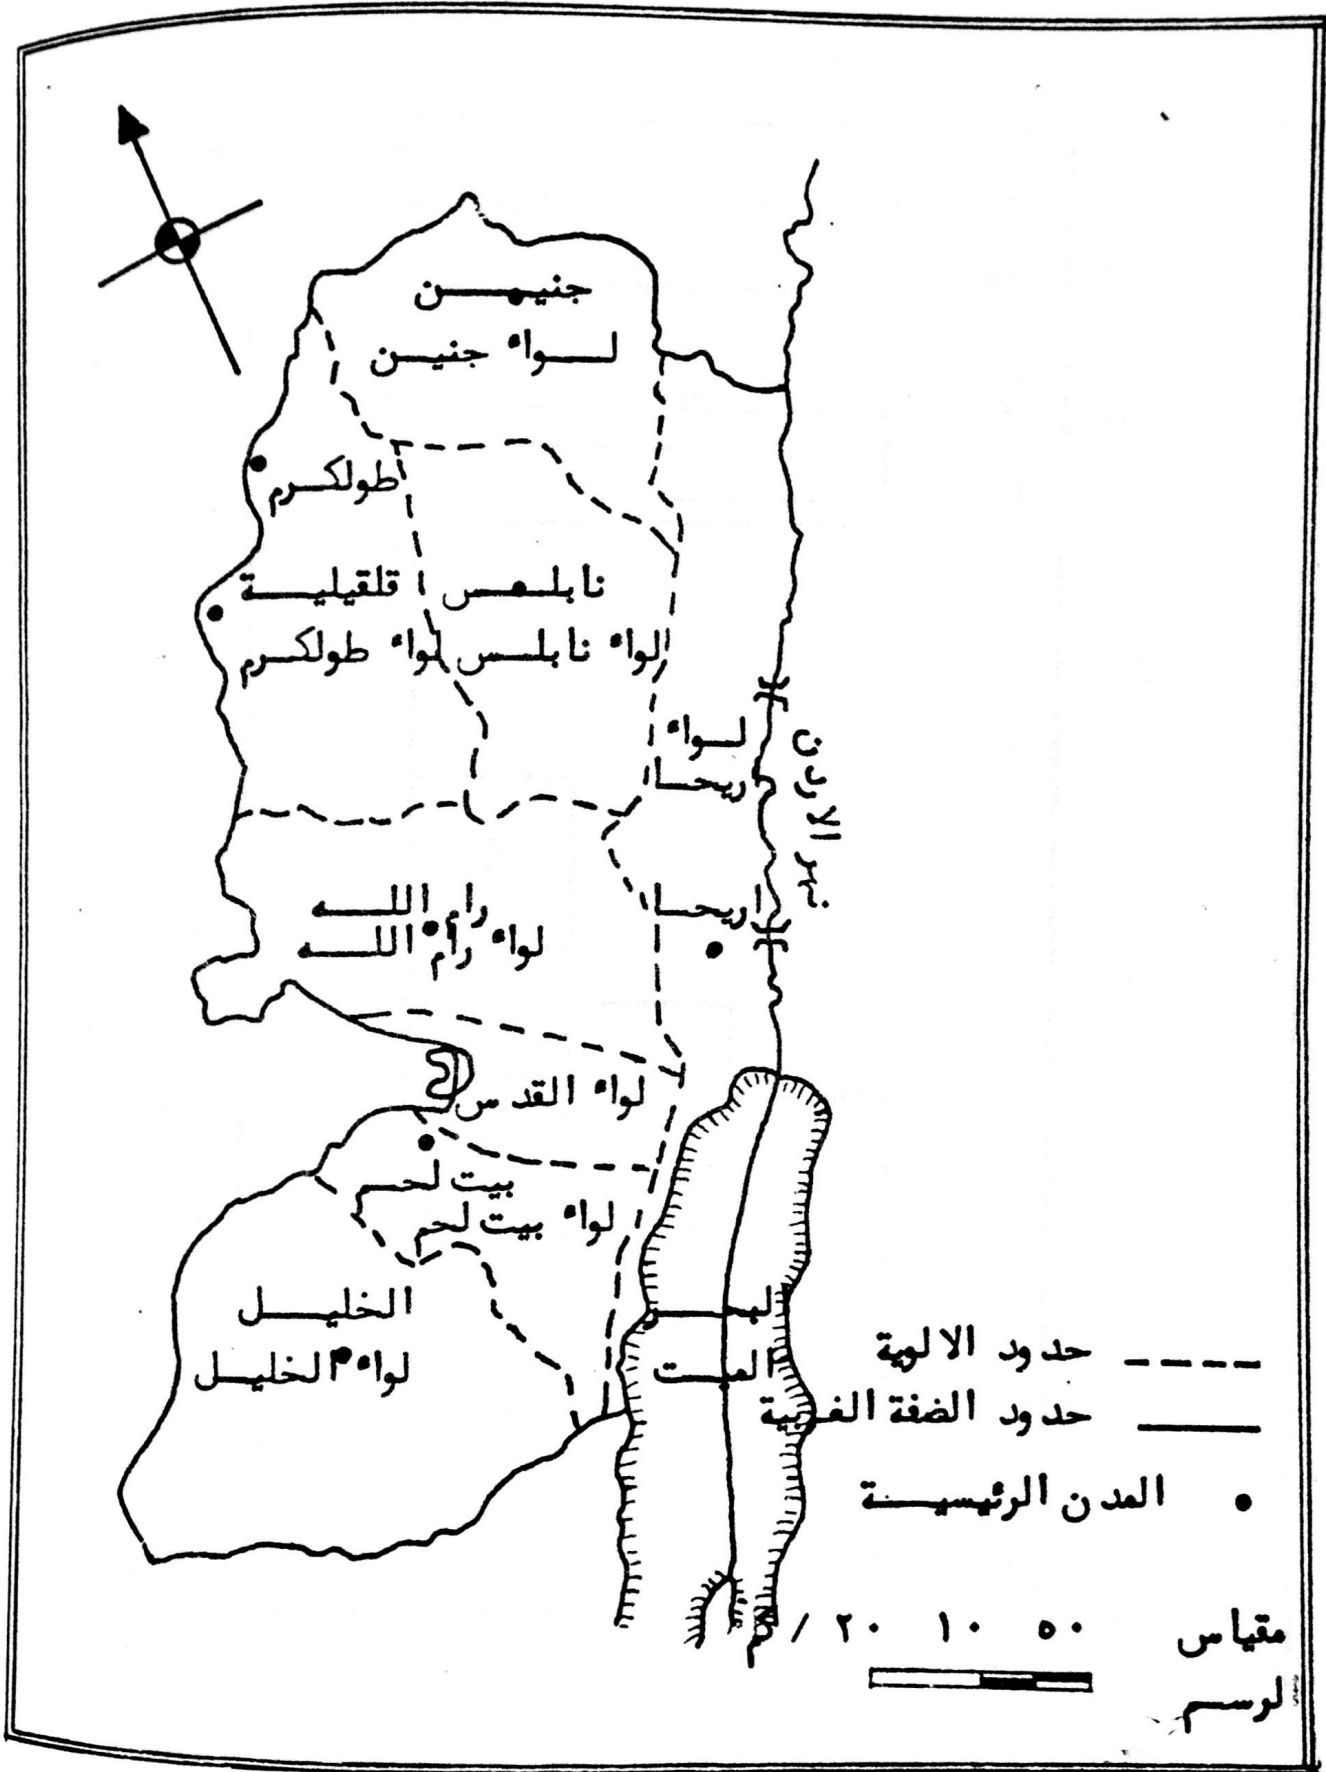 جنين
لواء جنين
طولكرم
نابلس
قلقيلية
لواء نابلس
لواء طولكرم
لواء
اريحا
نهر الاردن
رام الله
لواء رام الله
اريحا
لواء القدس
بيت لحم
لواء بيت لحم
الخليل
لواء الخليل
البحر
الميت
حدود الالوية
حدود الضفة الغربية
المدن الرئيسية
مقياس
لرسم
٥٠ ١٠ ٢٠ / كم